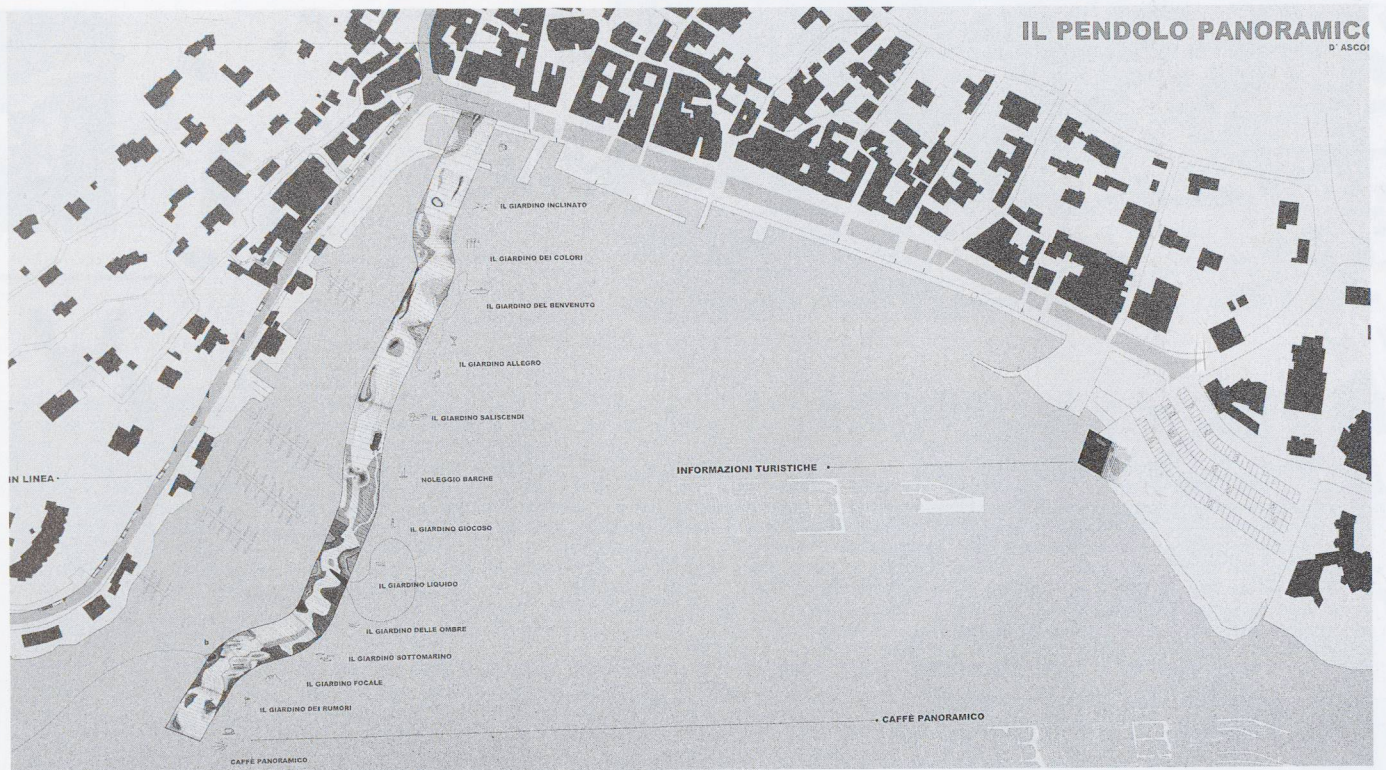 IL PENDOLO PANORAMICO
D' ASCO
IL GIARDINO INCLINATO
IL GIARDINO DEI COLORI
IL GIARDINO DEL BENVENUTO
IL GIARDINO ALLEGRO
IL GIARDINO SALISCENDI
INFORMAZIONI TURISTICHE
IN LINEA
NOLEGGIO BARCHE
IL GIARDINO GIOCOSO
IL GIARDINO LIQUIDO
IL GIARDINO DELLE OMBRE
b
IL GIARDINO SOTTOMARINO
IL GIARDINO FOCALE
IL GIARDINO DEI RUMORI
CAFFÈ PANORAMICO
CAFFÈ PANORAMICO